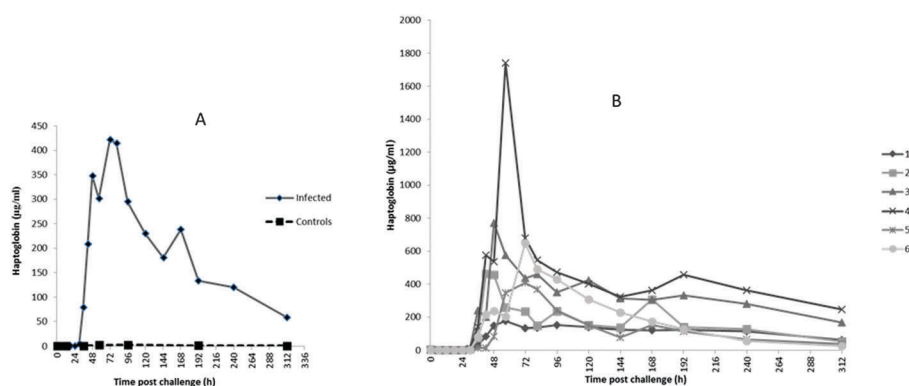 A
Haptoglobin (µg/ml)
450
400
350
300
250
200
150
100
50
0
0 24 48 72 96 120 144 168 192 216 240 264 288 312 336
Time post challenge (h)
Infected
Controls
B
Haptoglobin (µg/ml)
2000
1800
1600
1400
1200
1000
800
600
400
200
0
0 24 48 72 96 120 144 168 192 216 240 264 288 312
Time post challenge (h)
1
2
3
4
5
6